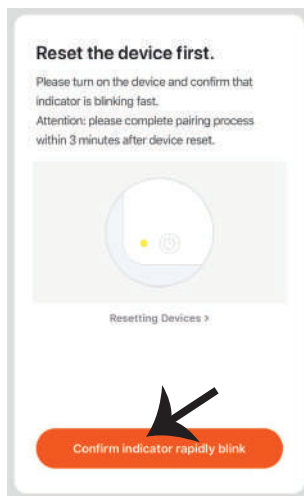 Reset the device first.
Please turn on the device and confirm that
indicator is blinking fast.
Attention: please complete pairing process
within 3 minutes after device reset.
Resetting Devices >
Confirm indicator rapidly blink